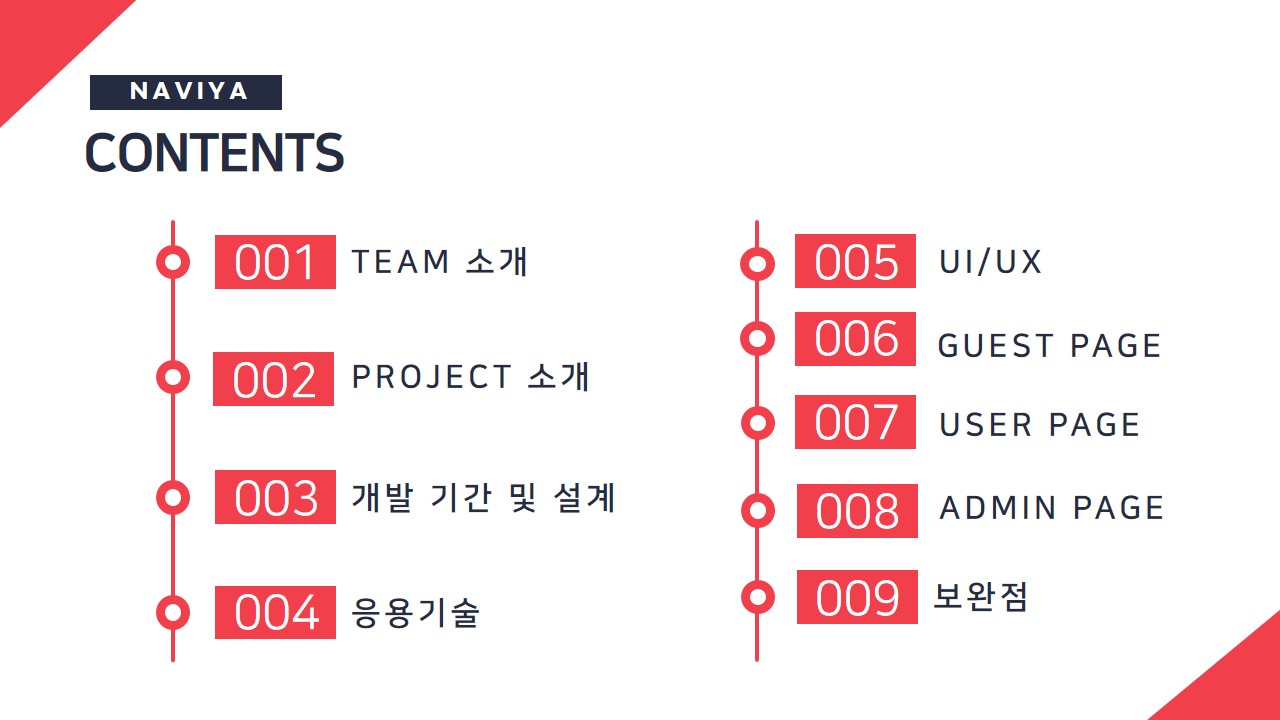 NAVIYA
CONTENTS
001 TEAM 소개
002 PROJECT 소개
003 개발 기간 및 설계
004 응용기술
005 UI/UX
006 GUEST PAGE
007 USER PAGE
008 ADMIN PAGE
009 보완점